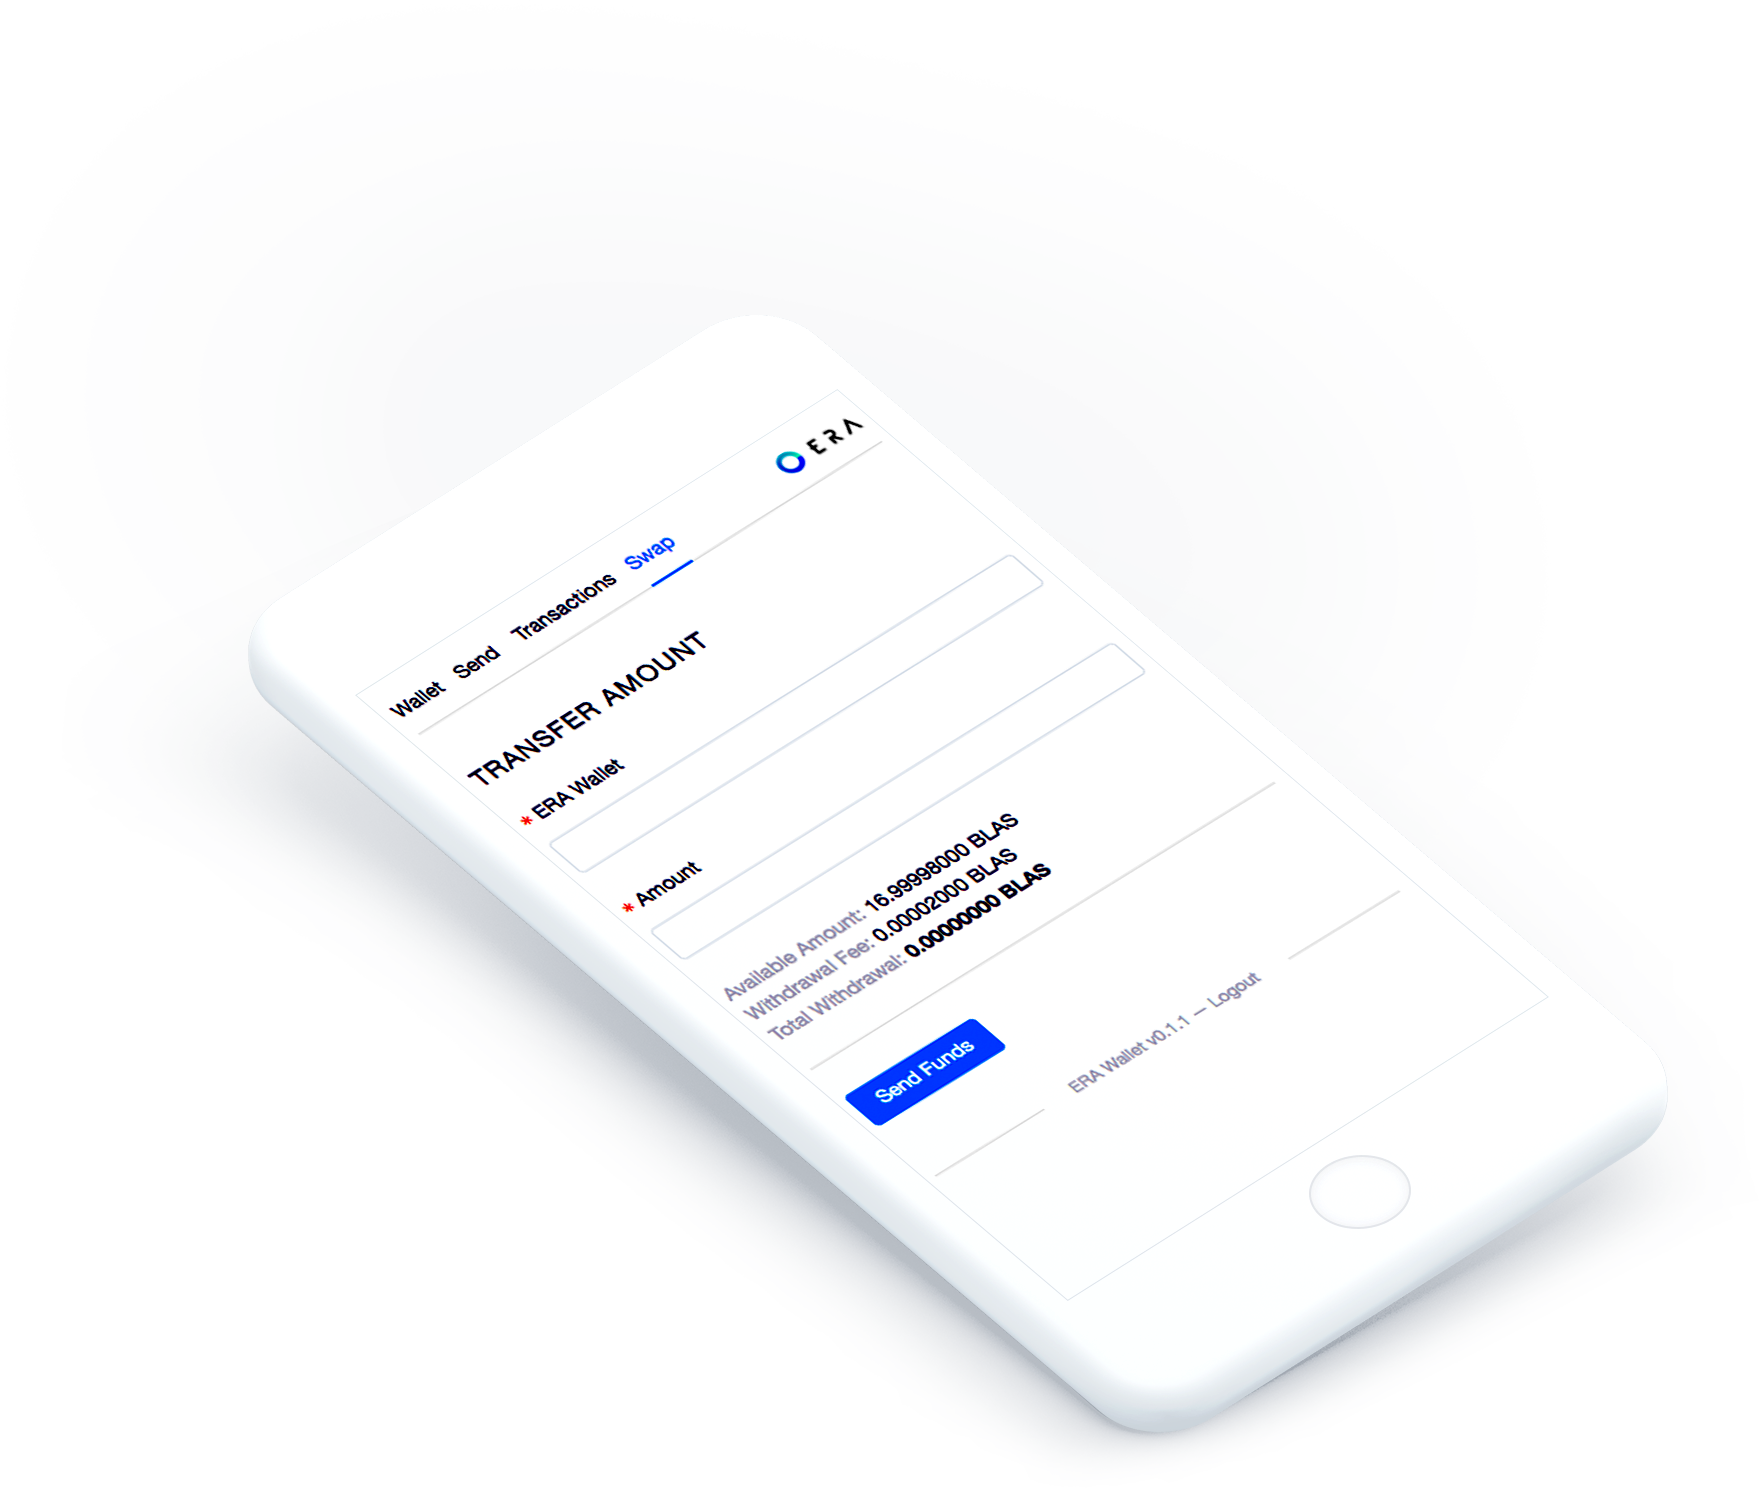 ERA
Wallet Send Transactions Swap
TRANSFER AMOUNT
* ERA Wallet
* Amount
Available Amount: 16.99998000 BLAS
Withdrawal Fee: 0.00002000 BLAS
Total Withdrawal: 0.00000000 BLAS
Send Funds
ERA Wallet v0.1.1 — Logout